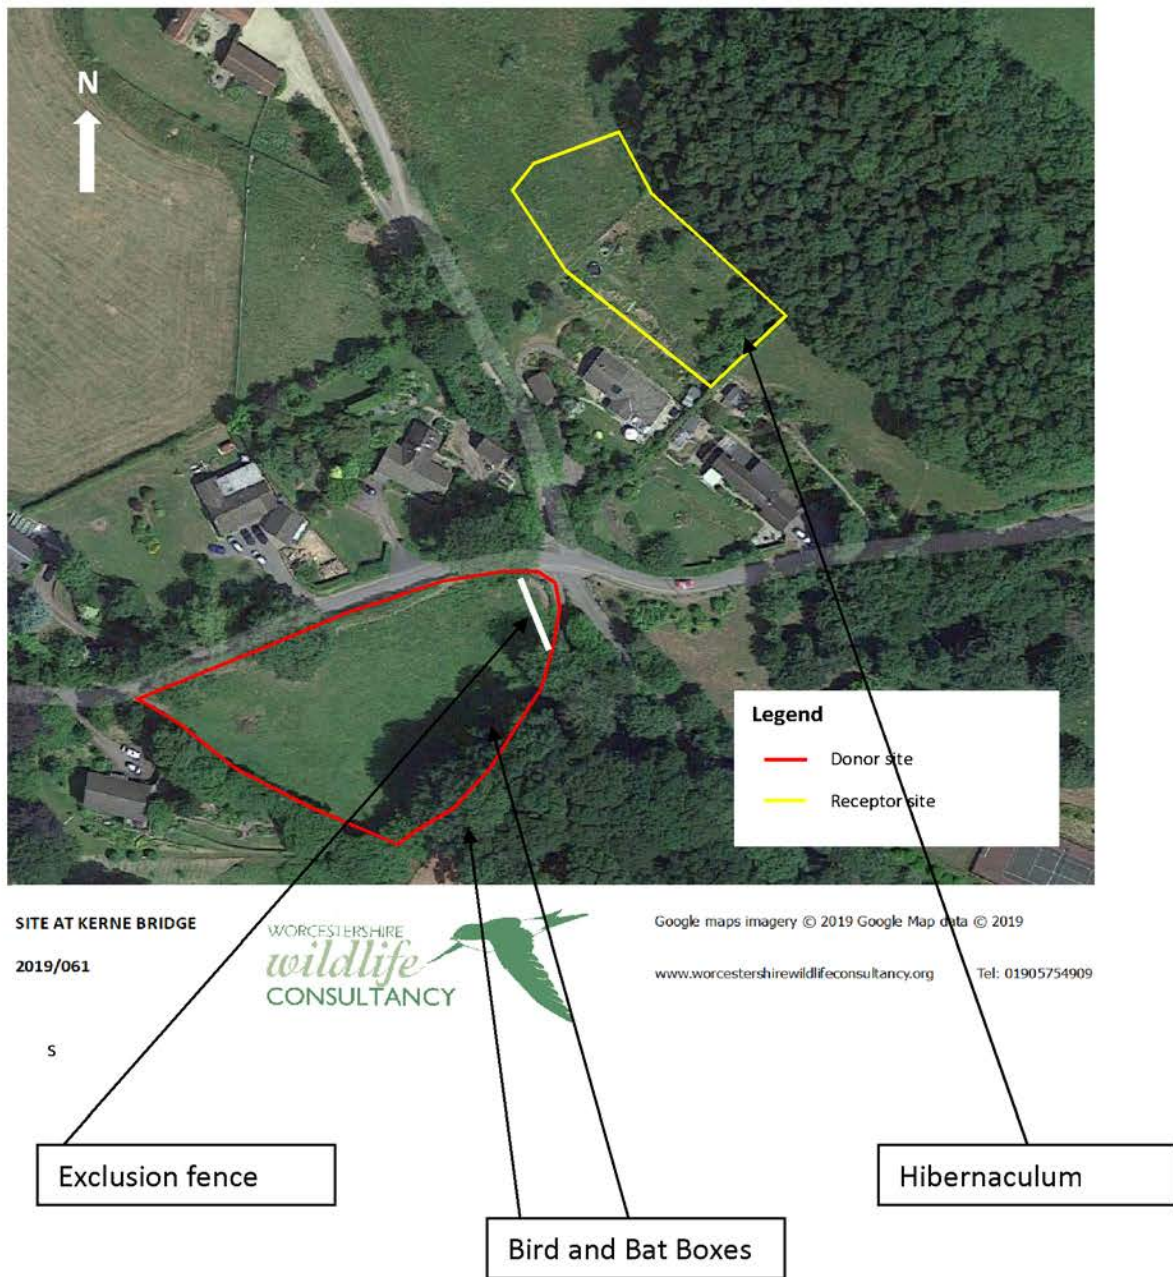 N
Legend
Donor site
Receptor site
SITE AT KERNE BRIDGE
2019/061
WORCESTERSHIRE
wildlife
CONSULTANCY
Google maps imagery © 2019 Google Map data © 2019
www.worcestershirewildlifeconsultancy.org Tel: 01905754909
S
Exclusion fence
Hibernaculum
Bird and Bat Boxes